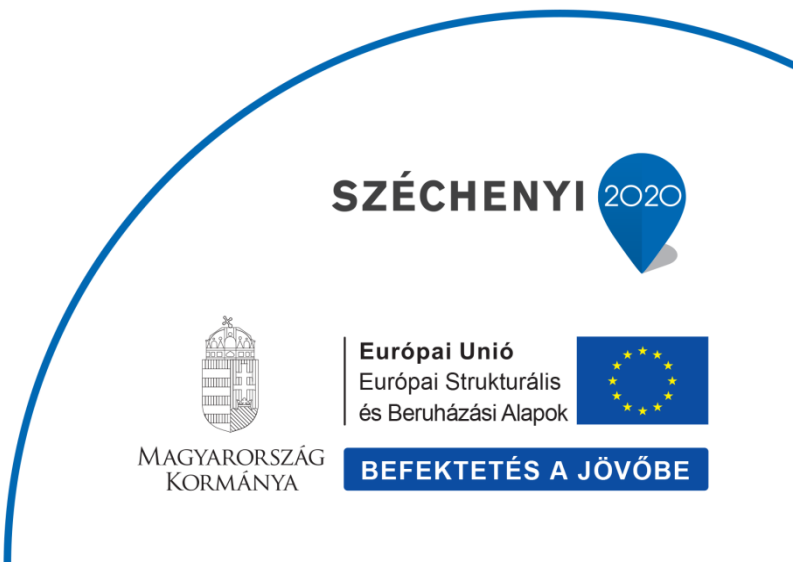 SZÉCHENYI 2020
Európai Unió
Európai Strukturális
és Beruházási Alapok
MAGYARORSZÁG
KORMÁNYA
BEFEKTETÉS A JÖVŐBE